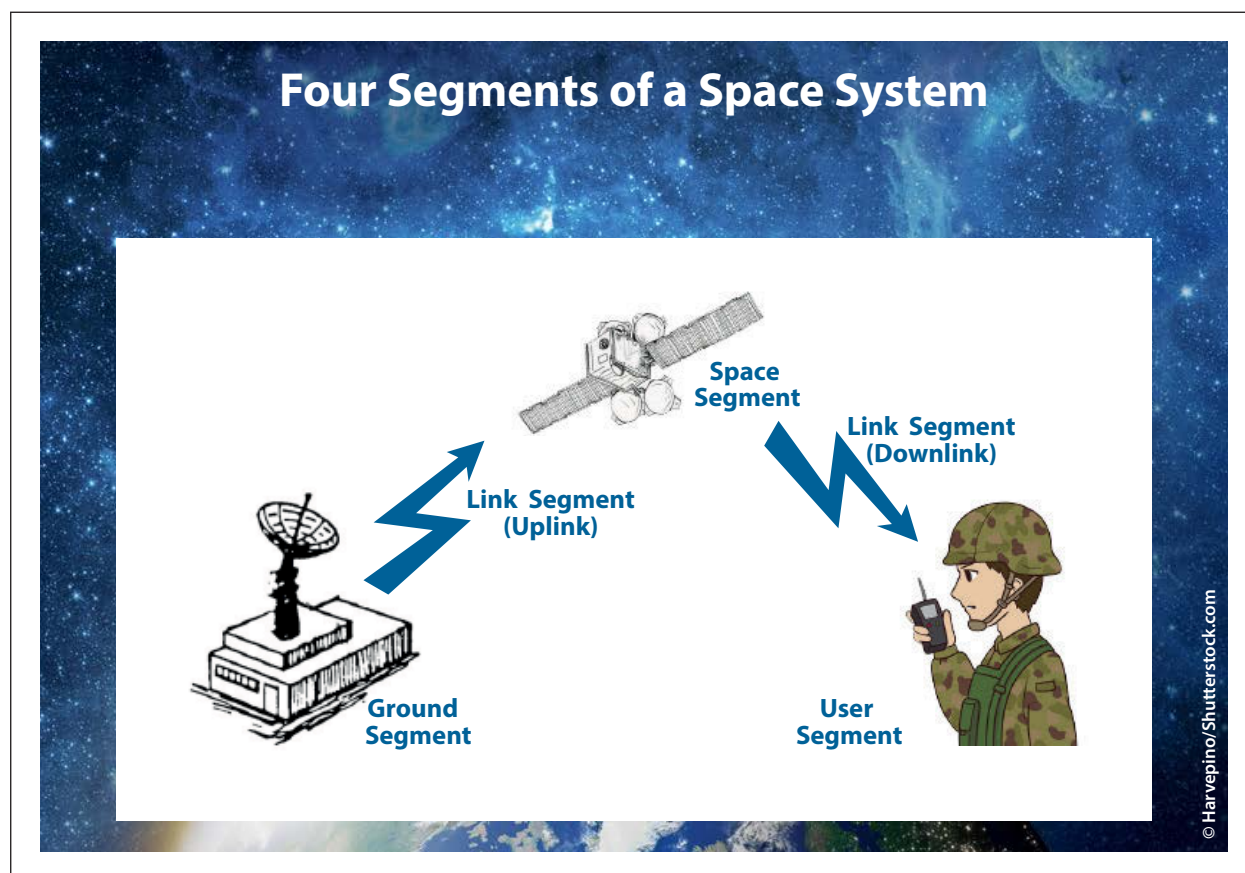 Four Segments of a Space System
Space
Segment
Link Segment
(Downlink)
Link Segment
(Uplink)
Ground
Segment
User
Segment
© Harvepino/Shutterstock.com